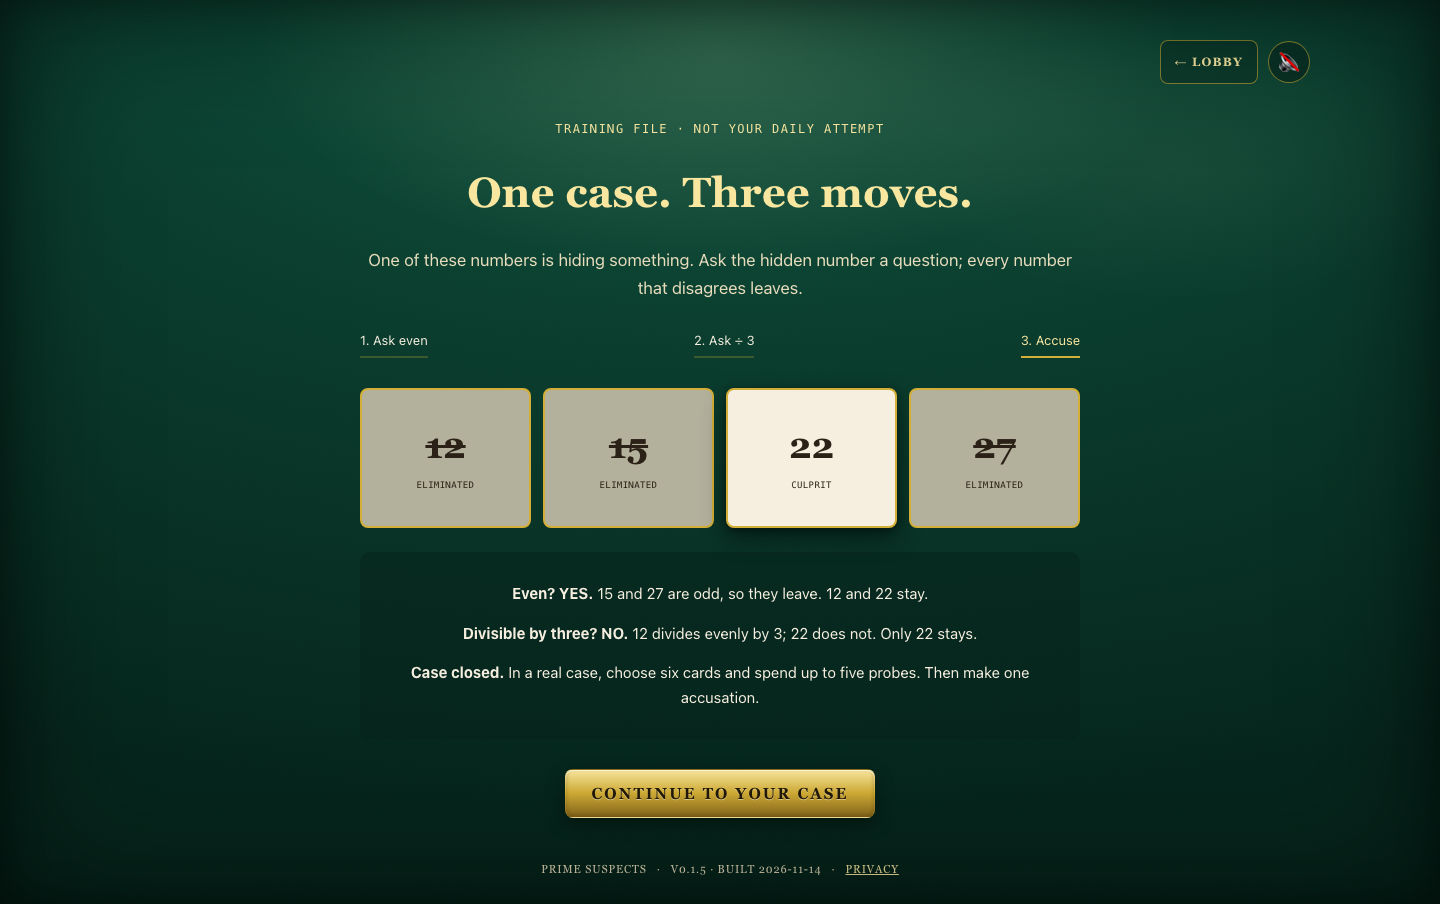 ← LOBBY
TRAINING FILE · NOT YOUR DAILY ATTEMPT
One case. Three moves.
One of these numbers is hiding something. Ask the hidden number a question; every number
that disagrees leaves.
1. Ask even
2. Ask ÷ 3
3. Accuse
12
ELIMINATED
15
ELIMINATED
22
CULPRIT
27
ELIMINATED
Even? YES. 15 and 27 are odd, so they leave. 12 and 22 stay.
Divisible by three? NO. 12 divides evenly by 3; 22 does not. Only 22 stays.
Case closed. In a real case, choose six cards and spend up to five probes. Then make one
accusation.
CONTINUE TO YOUR CASE
PRIME SUSPECTS · V0.1.5 · BUILT 2026-11-14 · PRIVACY